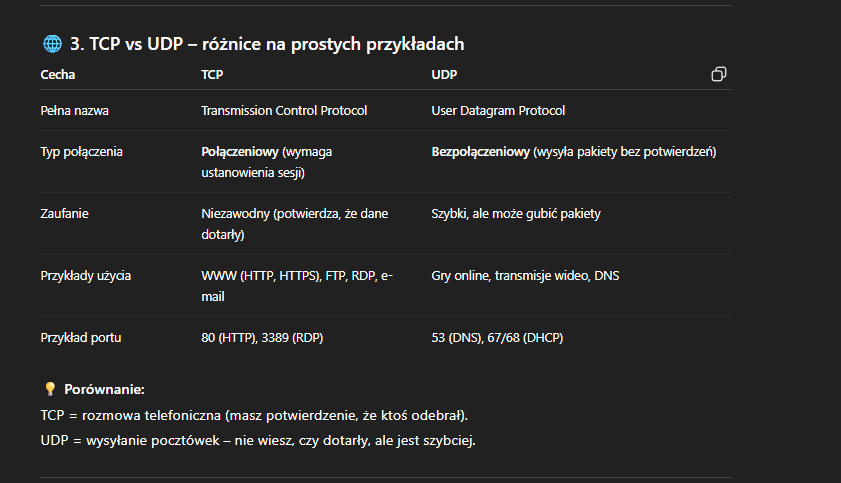 🌐 3. TCP vs UDP – różnice na prostych przykładach
Cecha TCP UDP
Pełna nazwa Transmission Control Protocol User Datagram Protocol
Typ połączenia Połączeniowy (wymaga ustanowienia sesji) Bezpołączeniowy (wysyła pakiety bez potwierdzeń)
Zaufanie Niezawodny (potwierdza, że dane dotarły) Szybki, ale może gubić pakiety
Przykłady użycia WWW (HTTP, HTTPS), FTP, RDP, e-mail Gry online, transmisje wideo, DNS
Przykład portu 80 (HTTP), 3389 (RDP) 53 (DNS), 67/68 (DHCP)
💡 Porównanie:
TCP = rozmowa telefoniczna (masz potwierdzenie, że ktoś odebrał).
UDP = wysyłanie pocztówek – nie wiesz, czy dotarły, ale jest szybciej.